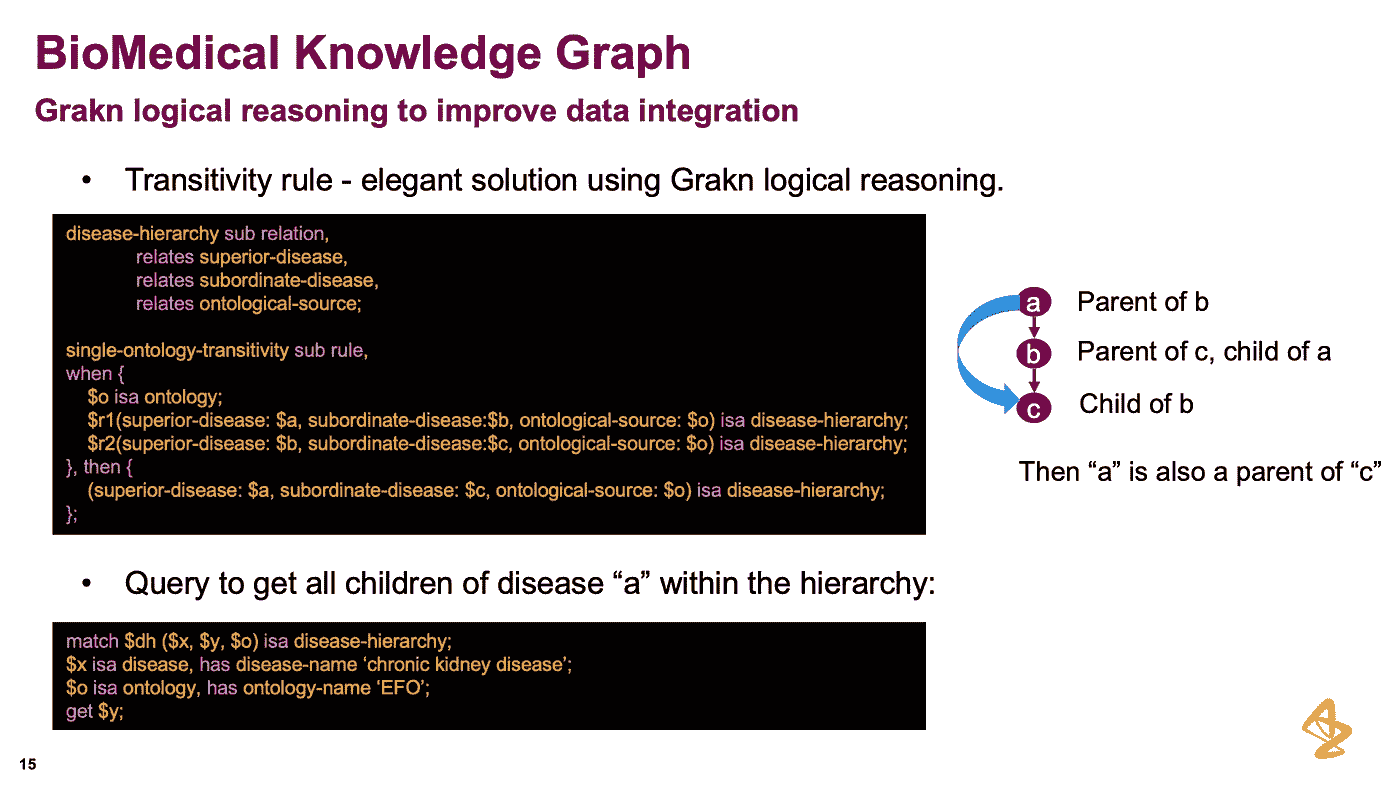 BioMedical Knowledge Graph
Grakn logical reasoning to improve data integration
• Transitivity rule - elegant solution using Grakn logical reasoning.
disease-hierarchy sub relation,
relates superior-disease,
relates subordinate-disease,
relates ontological-source;
single-ontology-transitivity sub rule,
when {
$o isa ontology;
$r1(superior-disease: $a, subordinate-disease:$b, ontological-source: $o) isa disease-hierarchy;
$r2(superior-disease: $b, subordinate-disease:$c, ontological-source: $o) isa disease-hierarchy;
}, then {
(superior-disease: $a, subordinate-disease: $c, ontological-source: $o) isa disease-hierarchy;
};
a Parent of b
b Parent of c, child of a
c Child of b
Then “a” is also a parent of “c”
• Query to get all children of disease “a” within the hierarchy:
match $dh ($x, $y, $o) isa disease-hierarchy;
$x isa disease, has disease-name ‘chronic kidney disease’;
$o isa ontology, has ontology-name ‘EFO’;
get $y;
15